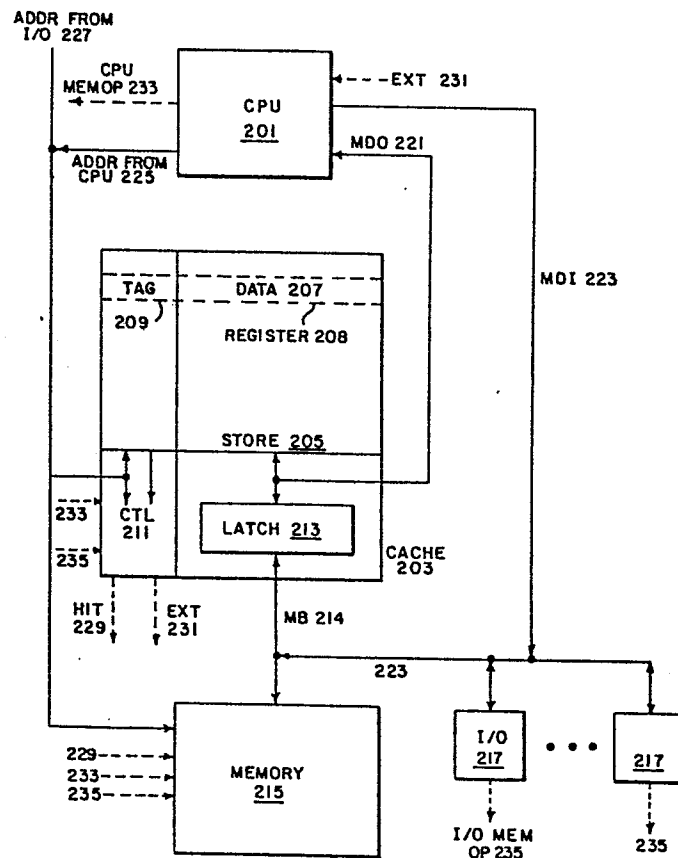 ADDR FROM
I/O 227
CPU
MEMOP 233
CPU
201
EXT 231
MDO 221
ADDR FROM
CPU 225
MDI 223
TAG
DATA 207
209
REGISTER 208
STORE 205
233
CTL
211
LATCH 213
235
CACHE
203
HIT
229
EXT
231
MB 214
223
229
233
235
MEMORY
215
I/O
217
217
I/O MEM
OP 235
235